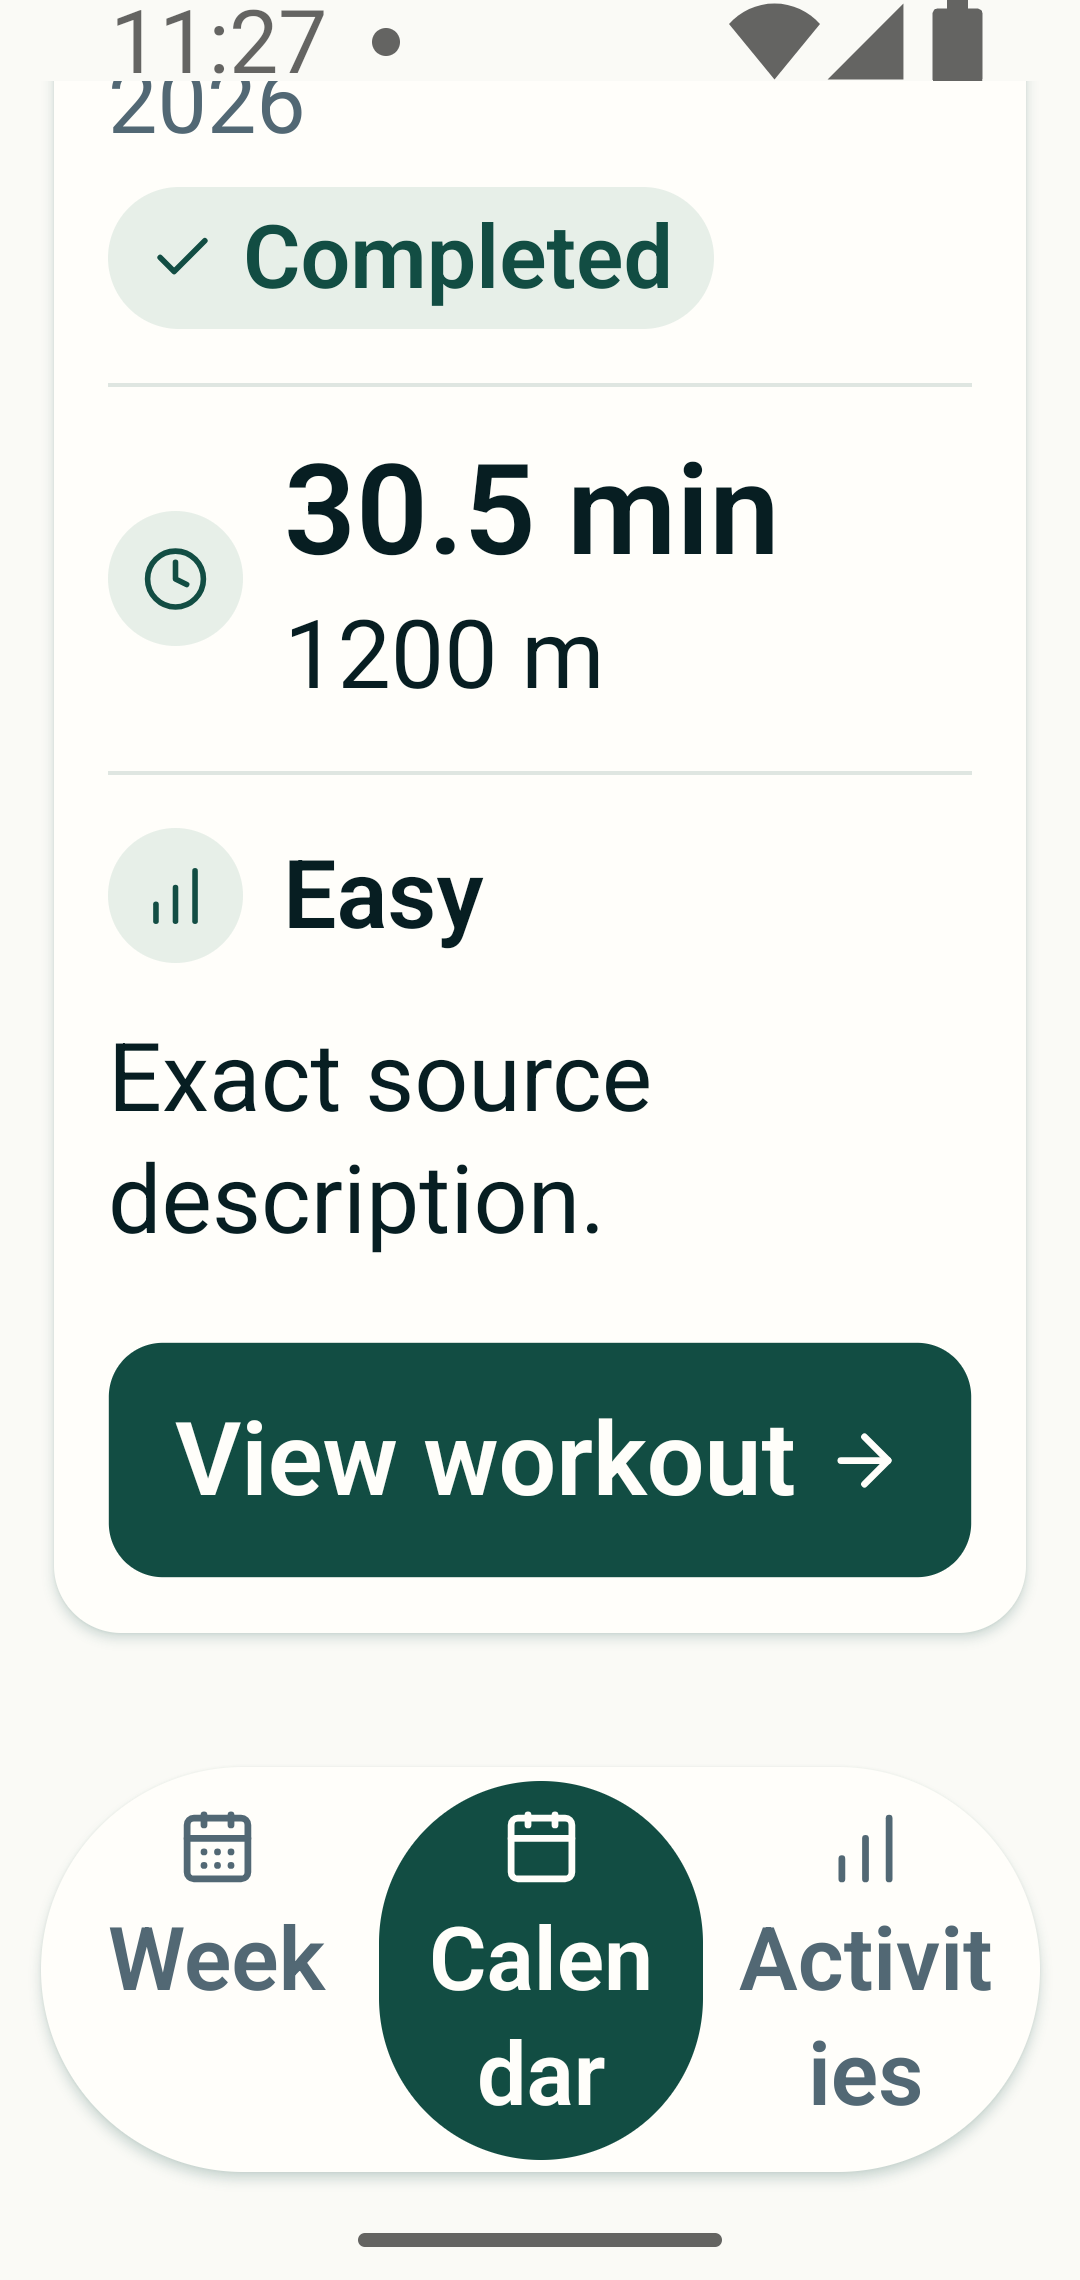 11:27
2026
Completed
30.5 min
1200 m
Easy
Exact source
description.
View workout
Week
Calen
dar
Activit
ies